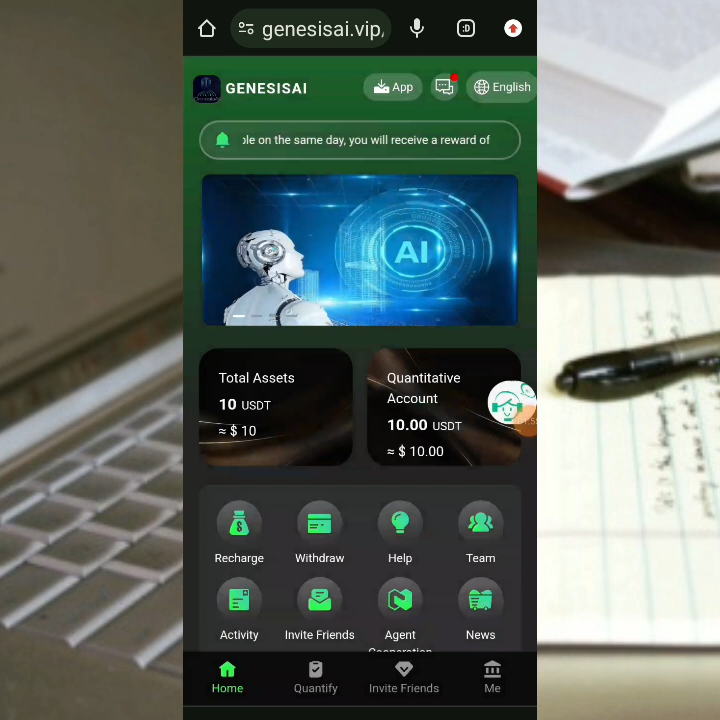 genesisai.vip
GENESISAI
App
English
on the same day, you will receive a reward of
AI
Total Assets
10 USDT
≈ $ 10
Quantitative
Account
10.00 USDT
≈ $ 10.00
Recharge
Withdraw
Help
Team
Activity
Invite Friends
Agent
Cooperation
News
Home
Quantify
Invite Friends
Me